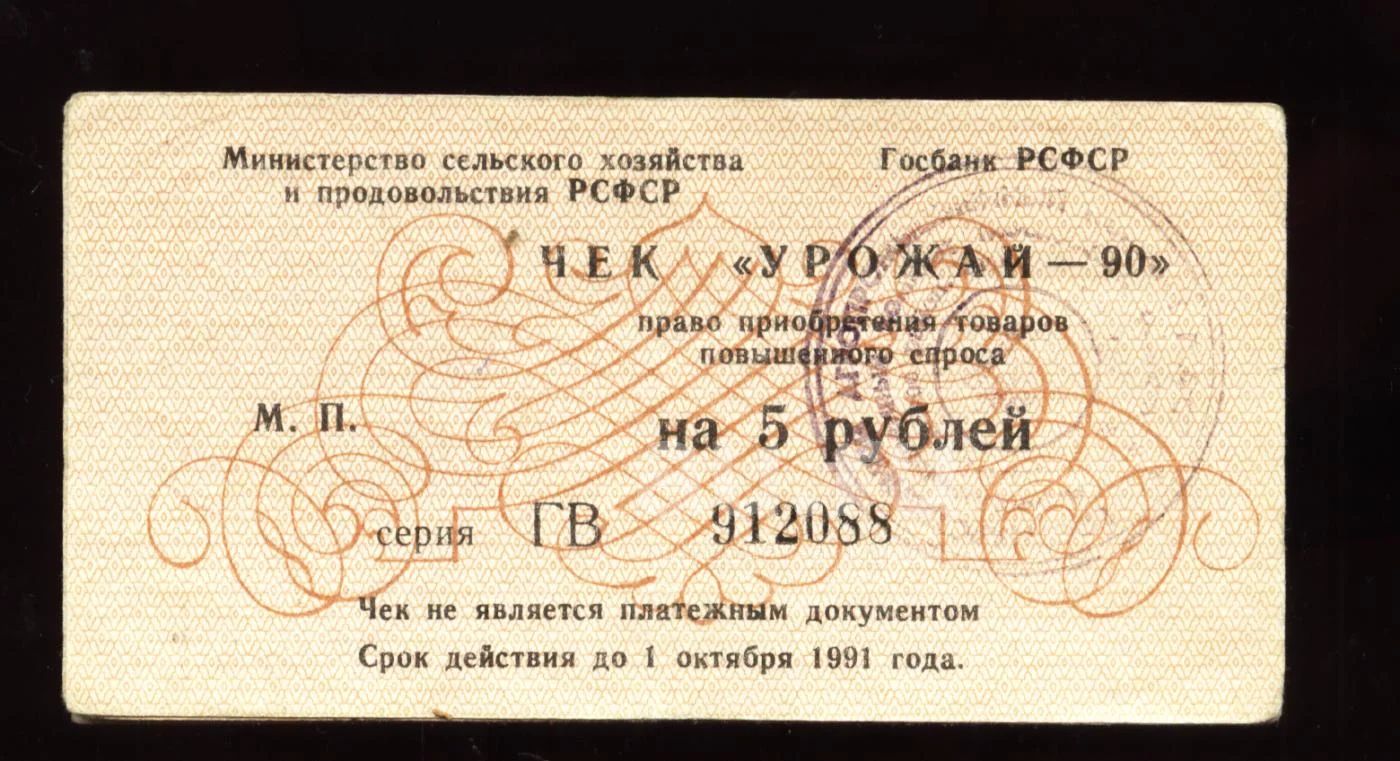 Министерство сельского хозяйства
и продовольствия РСФСР
Госбанк РСФСР
ЧЕК «УРОЖАЙ — 90»
право приобретения товаров
повышенного спроса
М. П.
на 5 рублей
серия ГВ 912088
Чек не является платежным документом
Срок действия до 1 октября 1991 года.